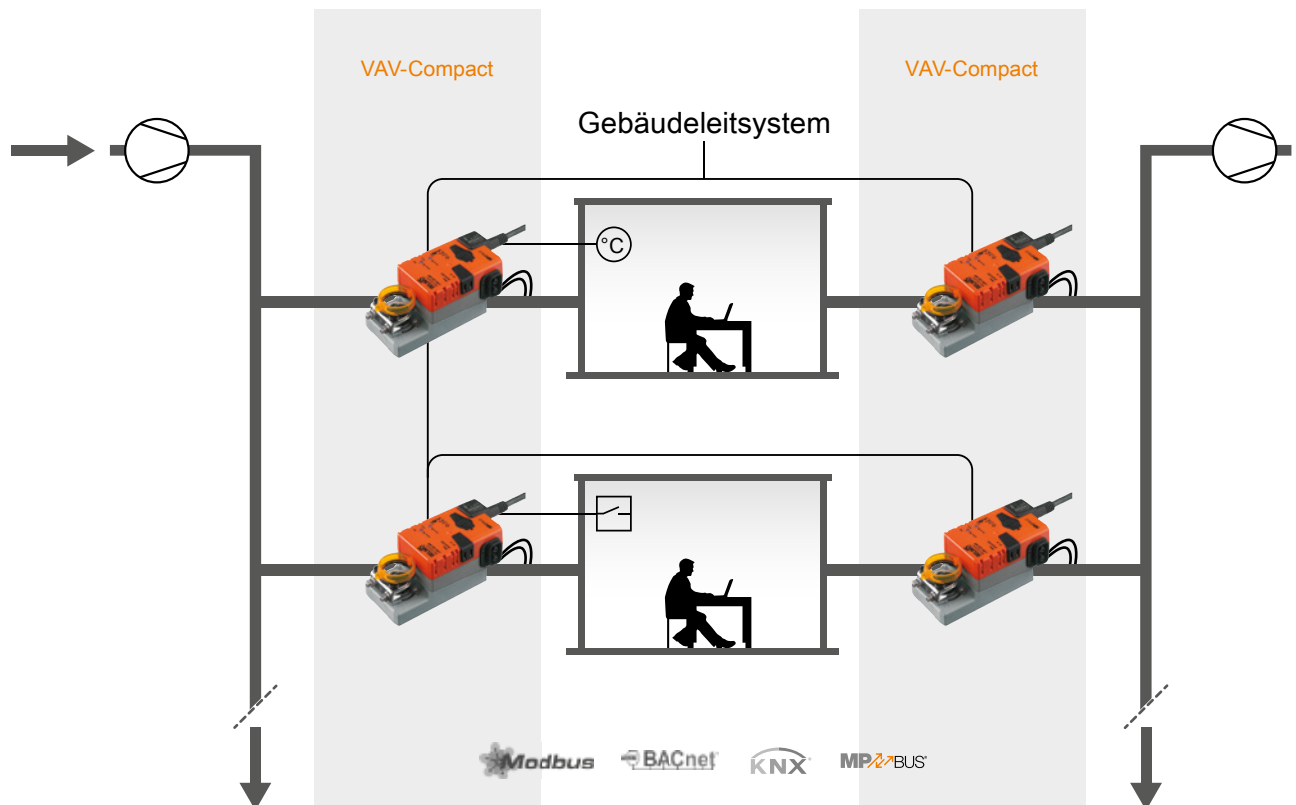 VAV-Compact
VAV-Compact
Gebäudeleitsystem
°C
Modbus
BACnet
KNX
MP BUS